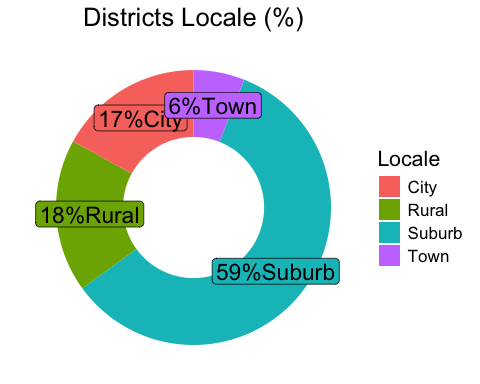 Districts Locale (%)
6%Town
17%City
18%Rural
59%Suburb
Locale
City
Rural
Suburb
Town